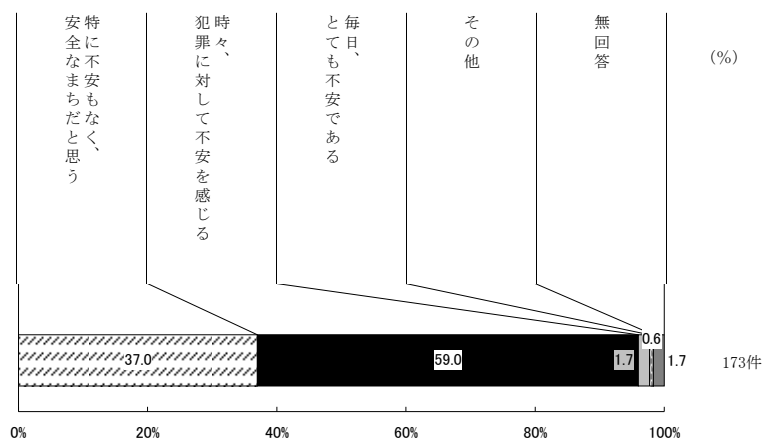 特に不安もなく、
安全なまちだと思う
時々、
犯罪に対して不安を感じる
毎日、
とても不安である
その他
無回答
(%)
37.0
59.0
1.7
0.6
1.7
173件
0%
20%
40%
60%
80%
100%